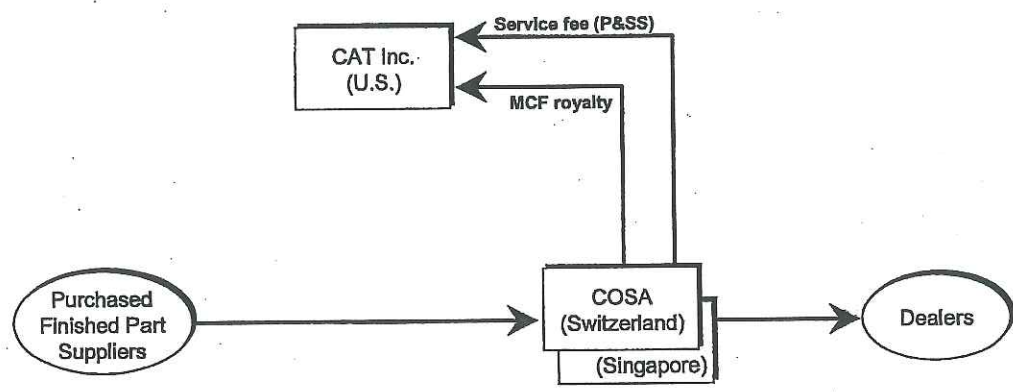 Service fee (P&SS)
CAT Inc.
(U.S.)
MCF royalty
Purchased
Finished Part
Suppliers
COSA
(Switzerland)
(Singapore)
Dealers